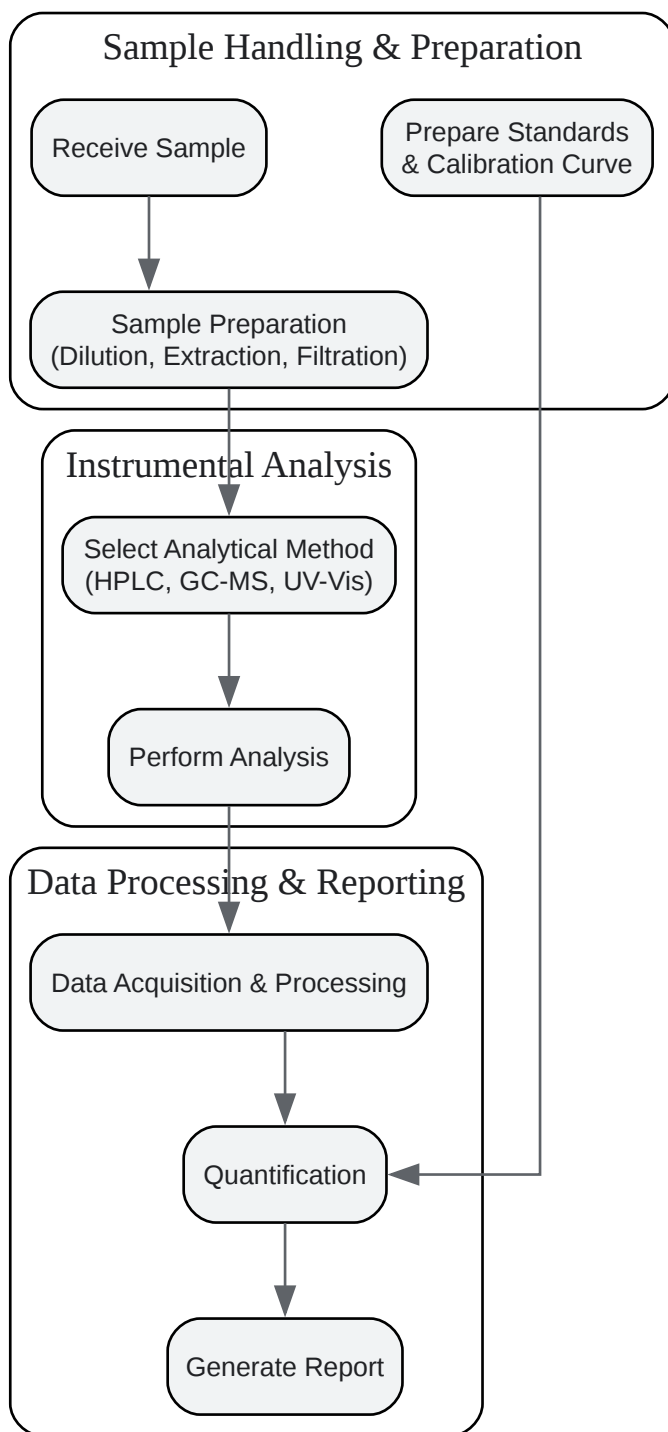 Sample Handling & Preparation
Receive Sample
Prepare Standards
& Calibration Curve
Sample Preparation
(Dilution, Extraction, Filtration)
Instrumental Analysis
Select Analytical Method
(HPLC, GC-MS, UV-Vis)
Perform Analysis
Data Processing & Reporting
Data Acquisition & Processing
Quantification
Generate Report